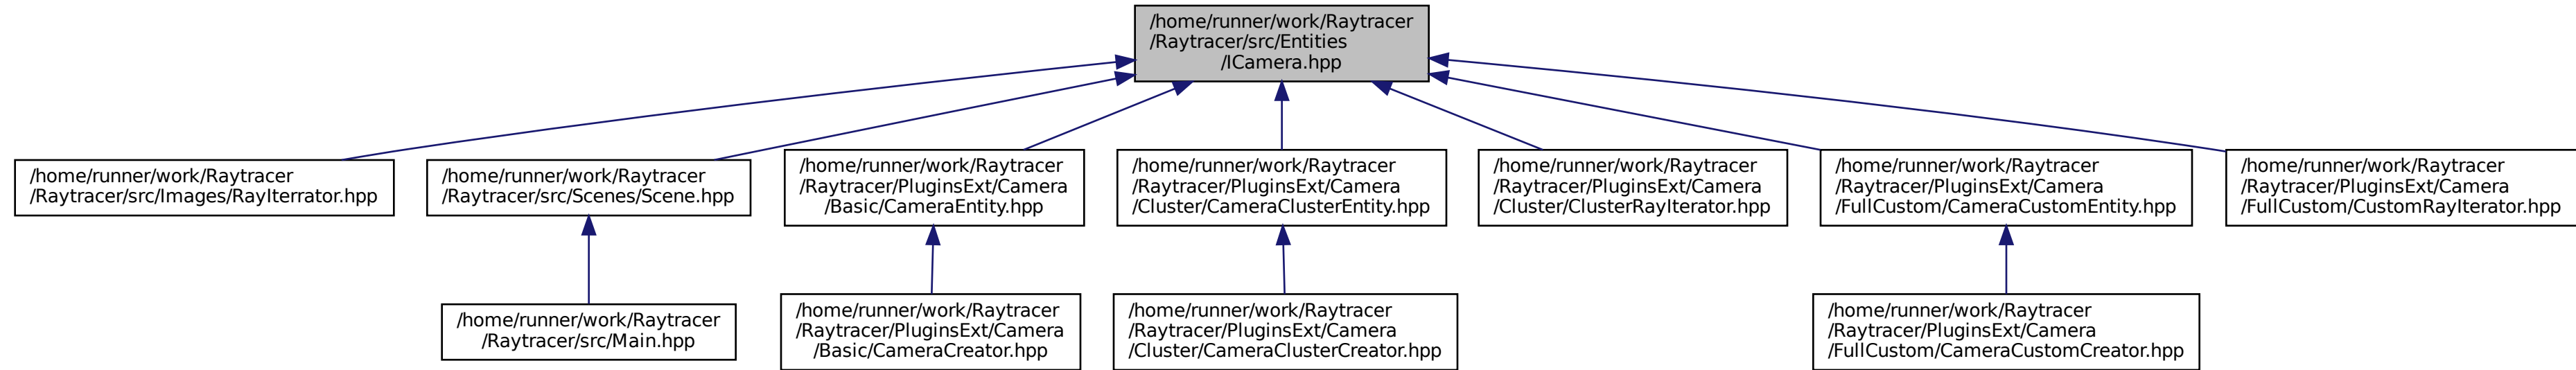 /home/runner/work/Raytracer
/Raytracer/src/Entities
/ICamera.hpp
/home/runner/work/Raytracer
/Raytracer/src/Images/RayIterrator.hpp
/home/runner/work/Raytracer
/Raytracer/src/Scenes/Scene.hpp
/home/runner/work/Raytracer
/Raytracer/PluginsExt/Camera
/Basic/CameraEntity.hpp
/home/runner/work/Raytracer
/Raytracer/PluginsExt/Camera
/Cluster/CameraClusterEntity.hpp
/home/runner/work/Raytracer
/Raytracer/PluginsExt/Camera
/Cluster/ClusterRayIterator.hpp
/home/runner/work/Raytracer
/Raytracer/PluginsExt/Camera
/FullCustom/CameraCustomEntity.hpp
/home/runner/work/Raytracer
/Raytracer/PluginsExt/Camera
/FullCustom/CustomRayIterator.hpp
/home/runner/work/Raytracer
/Raytracer/src/Main.hpp
/home/runner/work/Raytracer
/Raytracer/PluginsExt/Camera
/Basic/CameraCreator.hpp
/home/runner/work/Raytracer
/Raytracer/PluginsExt/Camera
/Cluster/CameraClusterCreator.hpp
/home/runner/work/Raytracer
/Raytracer/PluginsExt/Camera
/FullCustom/CameraCustomCreator.hpp